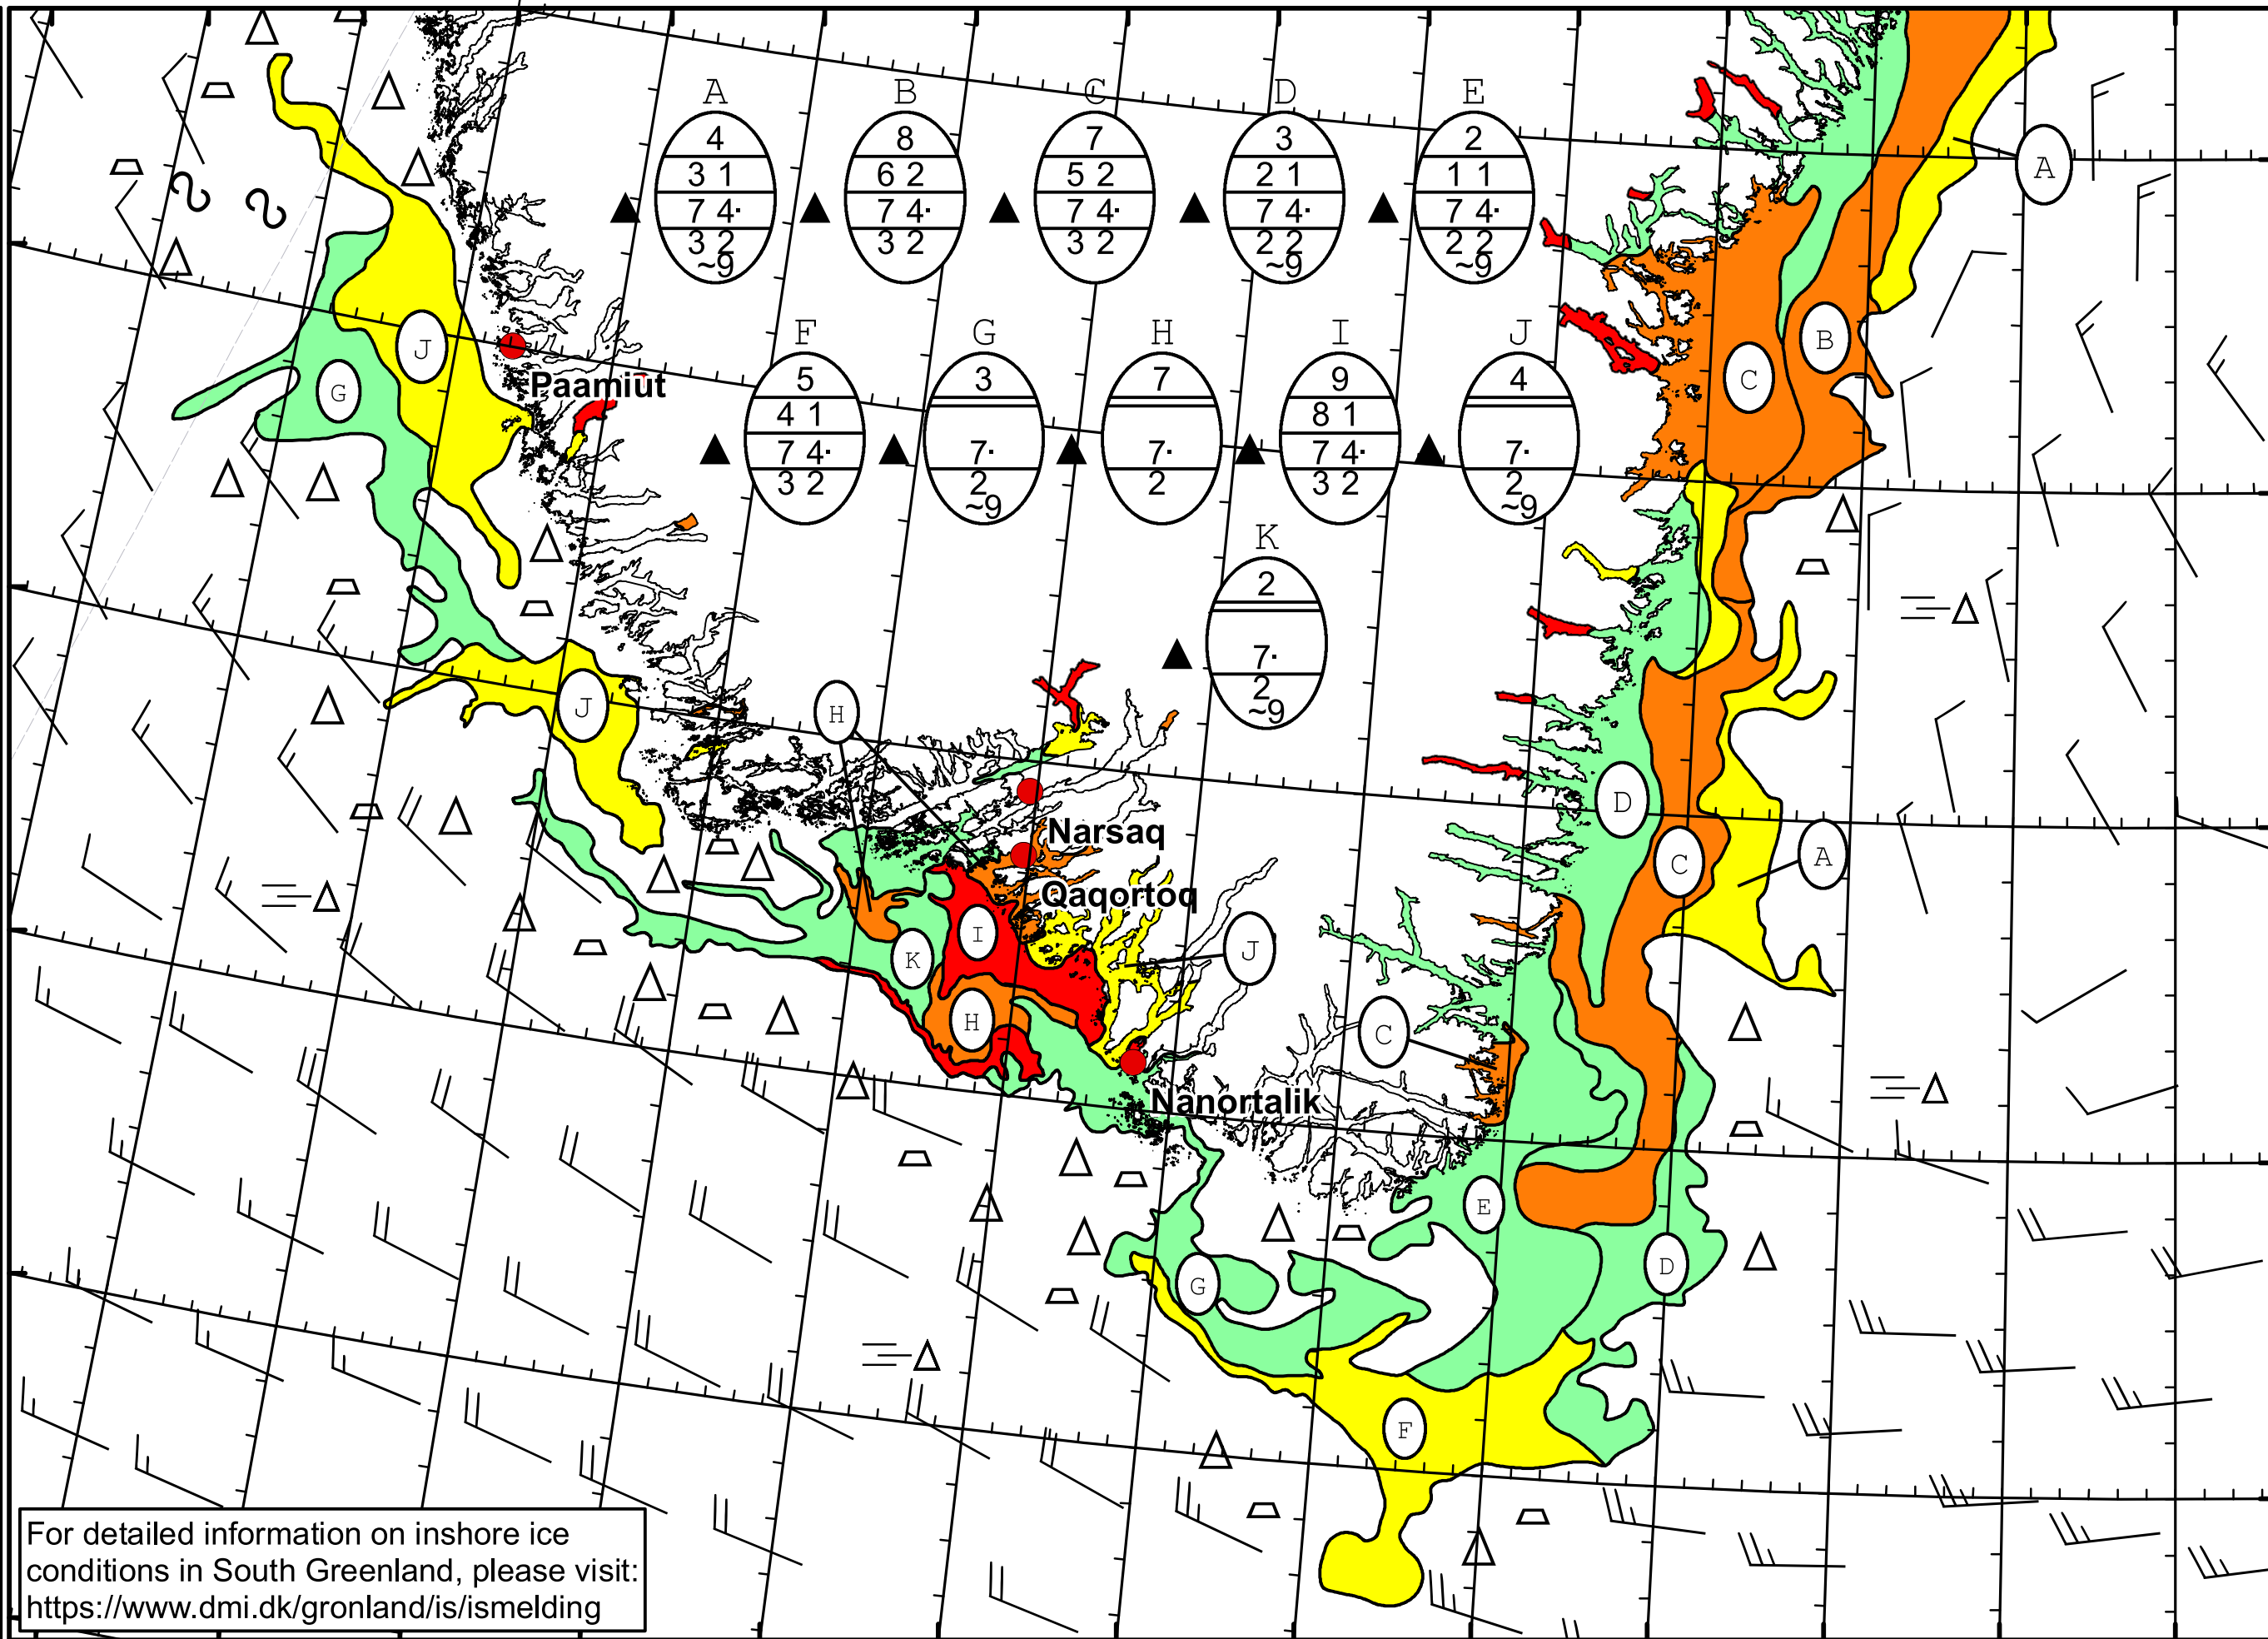 A B C D E
4 8 7 3 2
3 1 6 2 5 2 2 1 1 1
7 4· 7 4· 7 4· 7 4· 7 4·
3 2 3 2 3 2 2 2 2 2
~9 ~9 ~9
A
F G H I J
5 3 7 9 4
4 1 8 1
7 4· 7· 7· 7 4· 7·
3 2 2 2 3 2 2
~9 ~9
B
J
C
G
Paamiut
K
2
7·
2
~9
J
H
D
Narsaq
C
A
Qaqortoq
I
J
K
H
C
Nanortalik
E
D
G
F
For detailed information on inshore ice
conditions in South Greenland, please visit:
https://www.dmi.dk/gronland/is/ismelding